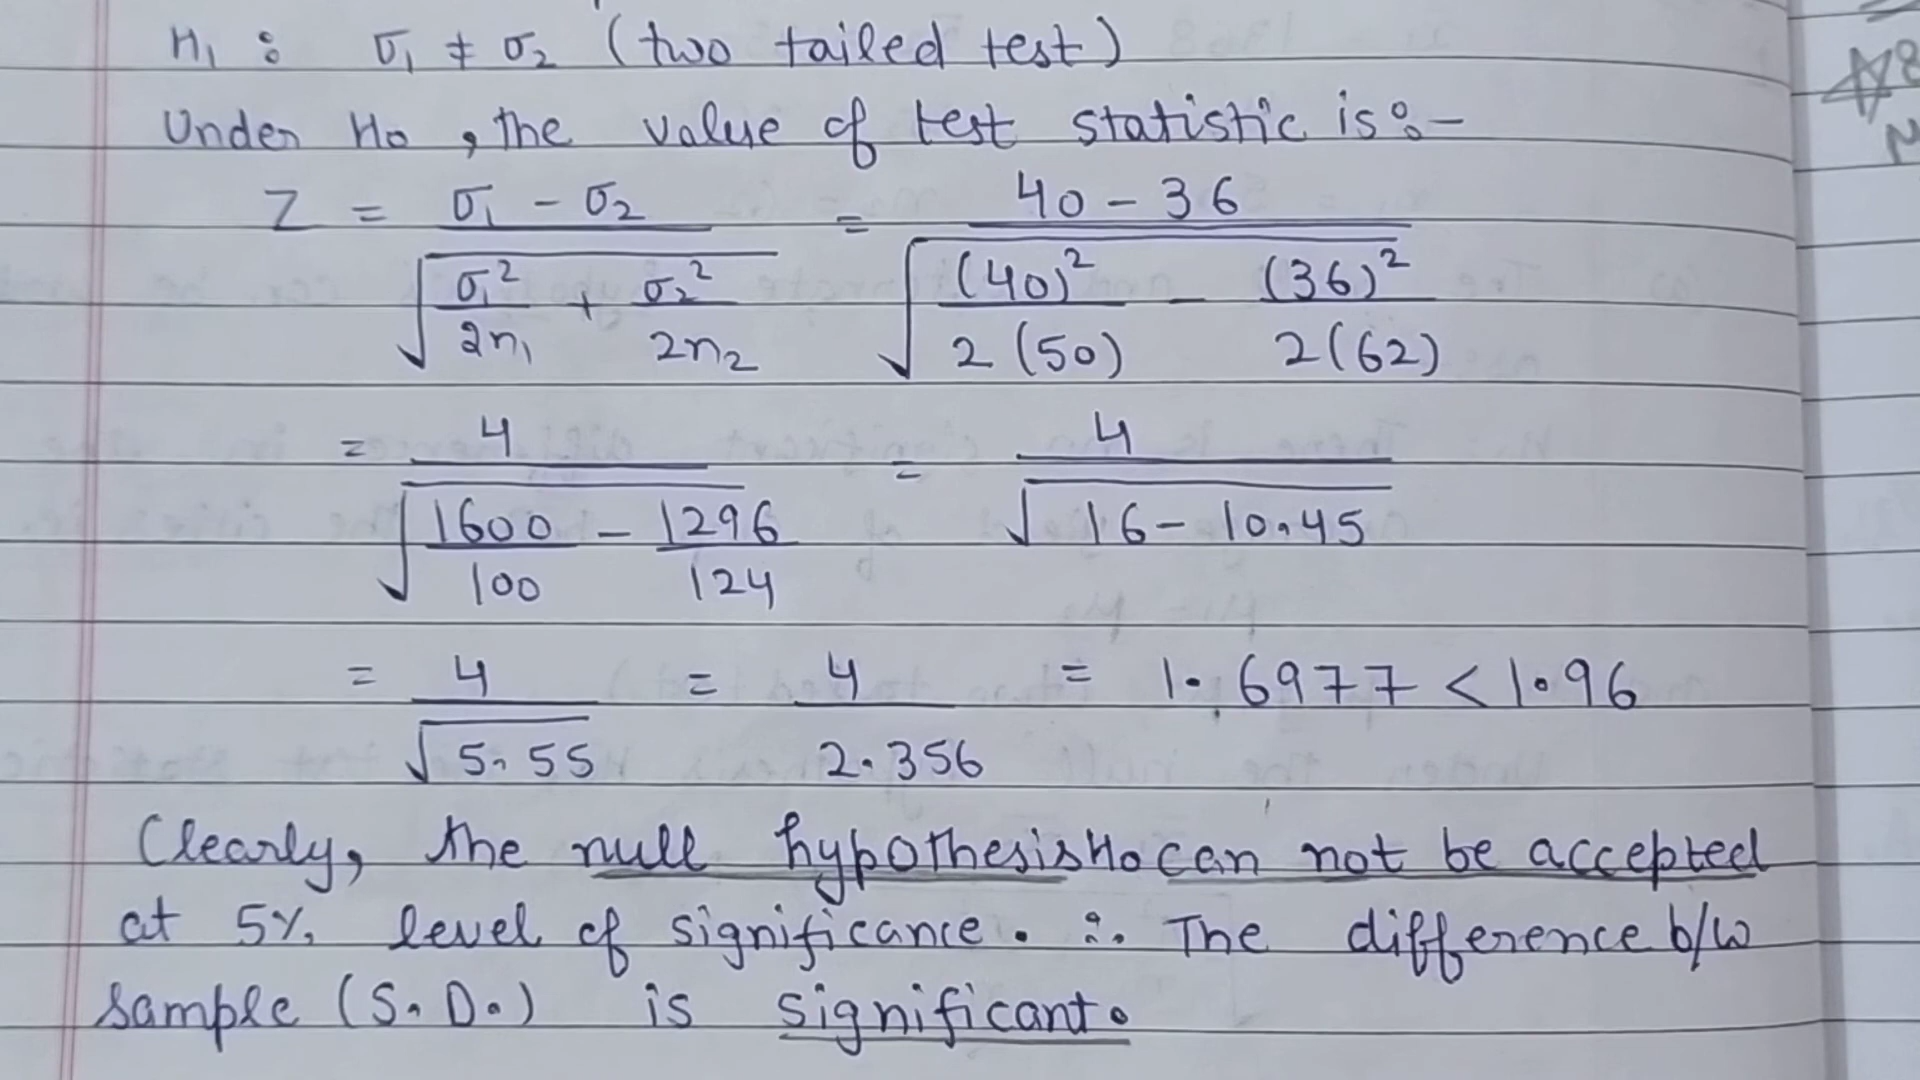 H₁ : σ₁ ≠ σ₂ (two tailed test)
Under H₀, the value of test statistic is :-
Z = (σ₁ - σ₂) / √(σ₁²/2n₁ + σ₂²/2n₂) = (40 - 36) / √((40)²/2(50) - (36)²/2(62))
= 4 / √(1600/100 - 1296/124) = 4 / √(16 - 10.45)
= 4 / √5.55 = 4 / 2.356 = 1.6977 < 1.96
Clearly, the null hypothesis H₀ can not be accepted
at 5% level of significance. ∴ The difference b/w
sample (S.D.) is significant.